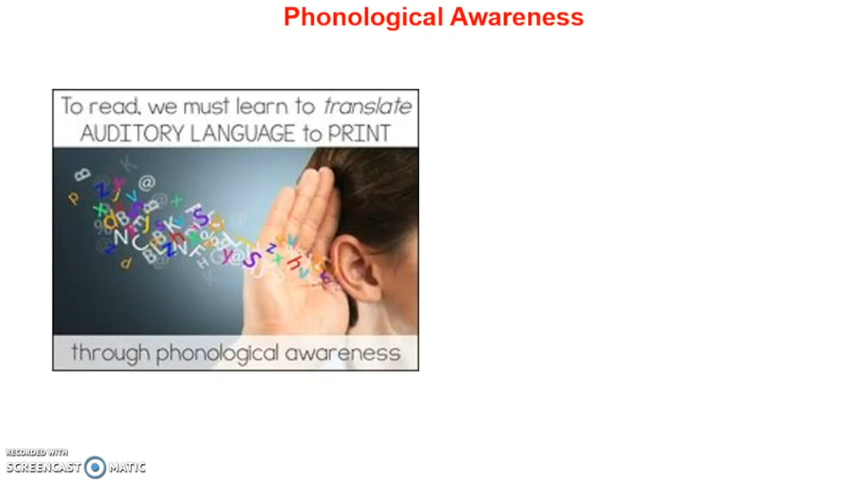 Phonological Awareness
To read, we must learn to translate
AUDITORY LANGUAGE to PRINT
through phonological awareness
RECORDED WITH
SCREENCAST MATIC